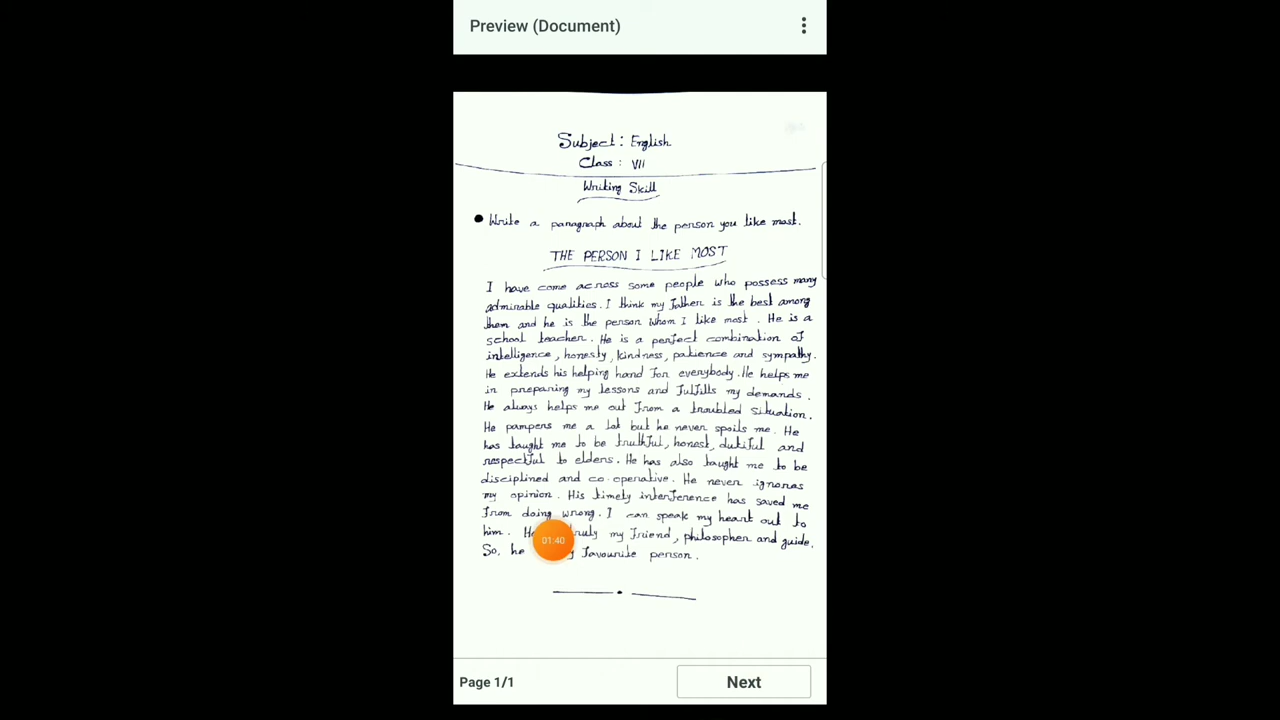 Preview (Document)
Subject : English
Class : VII
Writing Skill
Write a paragraph about the person you like most.
THE PERSON I LIKE MOST
I have come across some people who possess many
admirable qualities. I think my father is the best among
them and he is the person whom I like most. He is a
school teacher. He is a perfect combination of
intelligence, honesty, kindness, patience and sympathy.
He extends his helping hand for everybody. He helps me
in preparing my lessons and fulfills my demands.
He always helps me out from a troubled situation.
He pampers me a lot but he never spoils me. He
has taught me to be truthful, honest, dutiful and
respectful to elders. He has also taught me to be
disciplined and co-operative. He never ignores
my opinion. His timely interference has saved me
from doing wrong. I can speak my heart out to
him. my friend, philosopher and guide.
So, he favourite person.
01:40
Page 1/1
Next